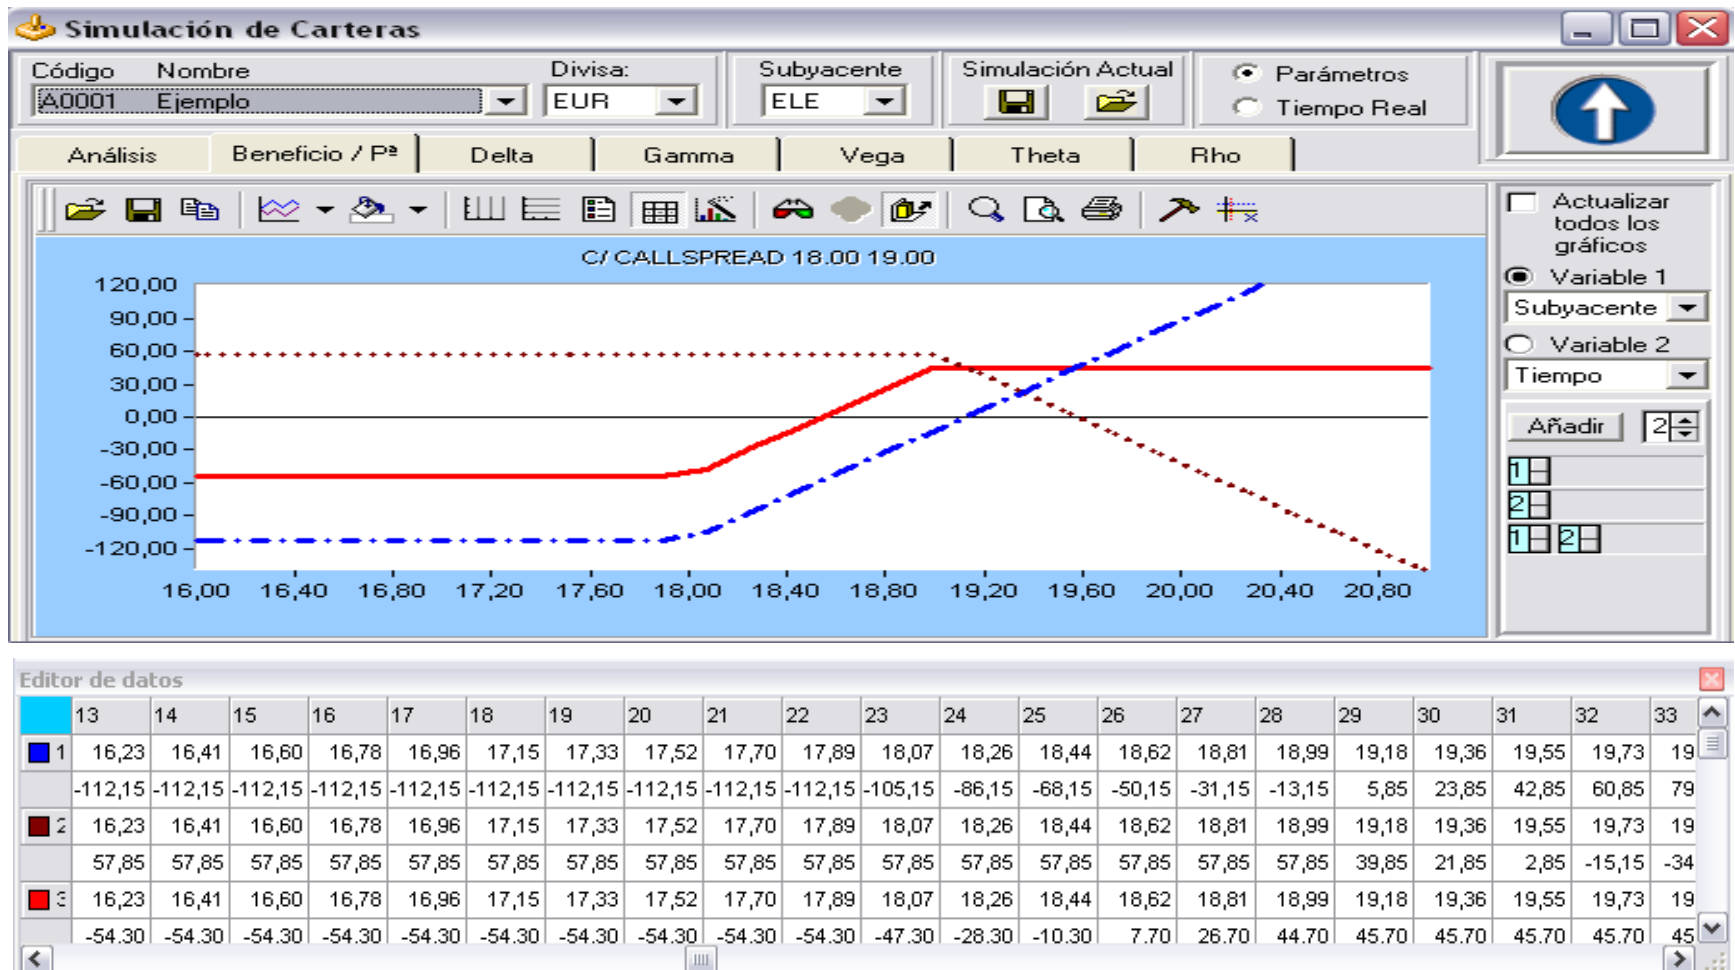 Simulación de Carteras
Código Nombre Divisa: Subyacente Simulación Actual Parámetros
A0001 Ejemplo EUR ELE Tiempo Real
Análisis Beneficio / Pª Delta Gamma Vega Theta Rho
C/ CALLSPREAD 18.00 19.00
120,00
90,00
60,00
30,00
0,00
-30,00
-60,00
-90,00
-120,00
16,00 16,40 16,80 17,20 17,60 18,00 18,40 18,80 19,20 19,60 20,00 20,40 20,80
Actualizar
todos los
gráficos
Variable 1
Subyacente
Variable 2
Tiempo
Añadir 2
1
2
1 2
Editor de datos
13 14 15 16 17 18 19 20 21 22 23 24 25 26 27 28 29 30 31 32 33
1 16,23 16,41 16,60 16,78 16,96 17,15 17,33 17,52 17,70 17,89 18,07 18,26 18,44 18,62 18,81 18,99 19,18 19,36 19,55 19,73 19
-112,15 -112,15 -112,15 -112,15 -112,15 -112,15 -112,15 -112,15 -112,15 -112,15 -105,15 -86,15 -68,15 -50,15 -31,15 -13,15 5,85 23,85 42,85 60,85 79
2 16,23 16,41 16,60 16,78 16,96 17,15 17,33 17,52 17,70 17,89 18,07 18,26 18,44 18,62 18,81 18,99 19,18 19,36 19,55 19,73 19
57,85 57,85 57,85 57,85 57,85 57,85 57,85 57,85 57,85 57,85 57,85 57,85 57,85 57,85 57,85 57,85 39,85 21,85 2,85 -15,15 -34
3 16,23 16,41 16,60 16,78 16,96 17,15 17,33 17,52 17,70 17,89 18,07 18,26 18,44 18,62 18,81 18,99 19,18 19,36 19,55 19,73 19
-54,30 -54,30 -54,30 -54,30 -54,30 -54,30 -54,30 -54,30 -54,30 -54,30 -47,30 -28,30 -10,30 7,70 26,70 44,70 45,70 45,70 45,70 45,70 45